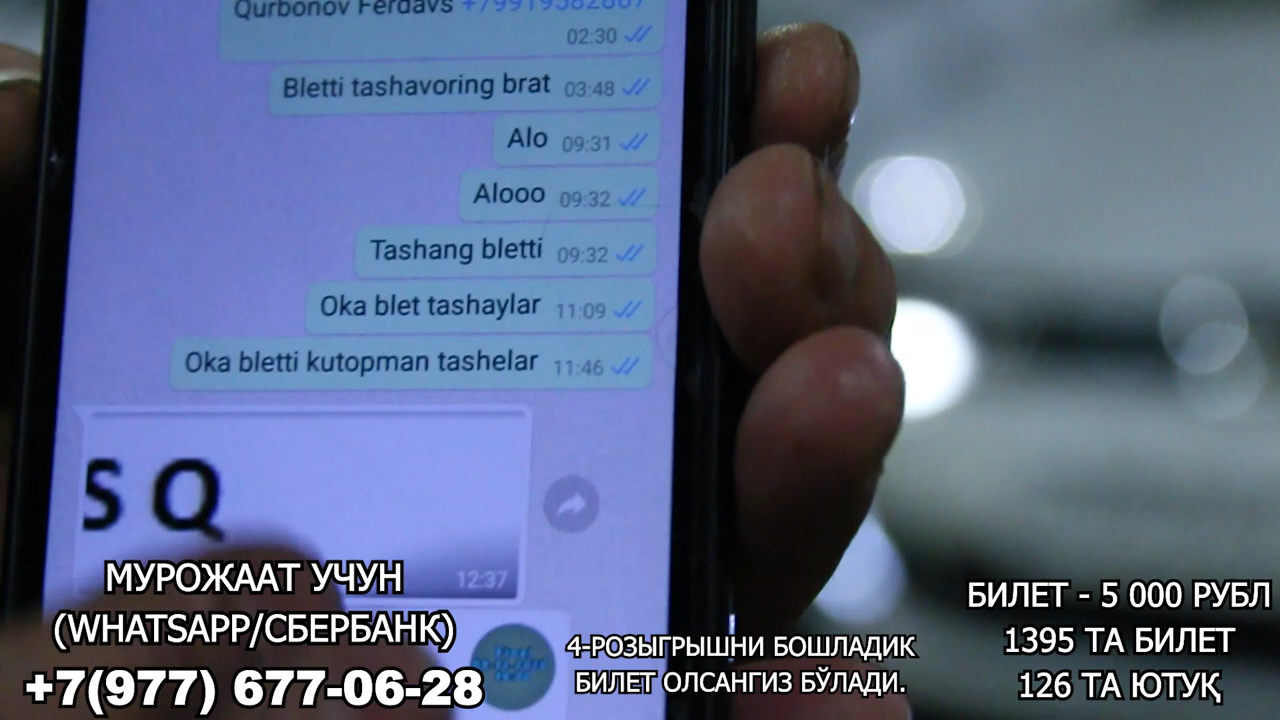 Qurbonov Ferdavs +79919582867
02:30
Bletti tashavoring brat 03:48
Alo 09:31
Alooo 09:32
Tashang bletti 09:32
Oka blet tashaylar 11:09
Oka bletti kutopman tashelar 11:46
S Q
12:37
МУРОЖААТ УЧУН
(WHATSAPP/СБЕРБАНК)
+7(977) 677-06-28
4-РОЗЫГРЫШНИ БОШЛАДИК
БИЛЕТ ОЛСАНГИЗ БЎЛАДИ.
БИЛЕТ - 5 000 РУБЛ
1395 ТА БИЛЕТ
126 ТА ЮТУҚ